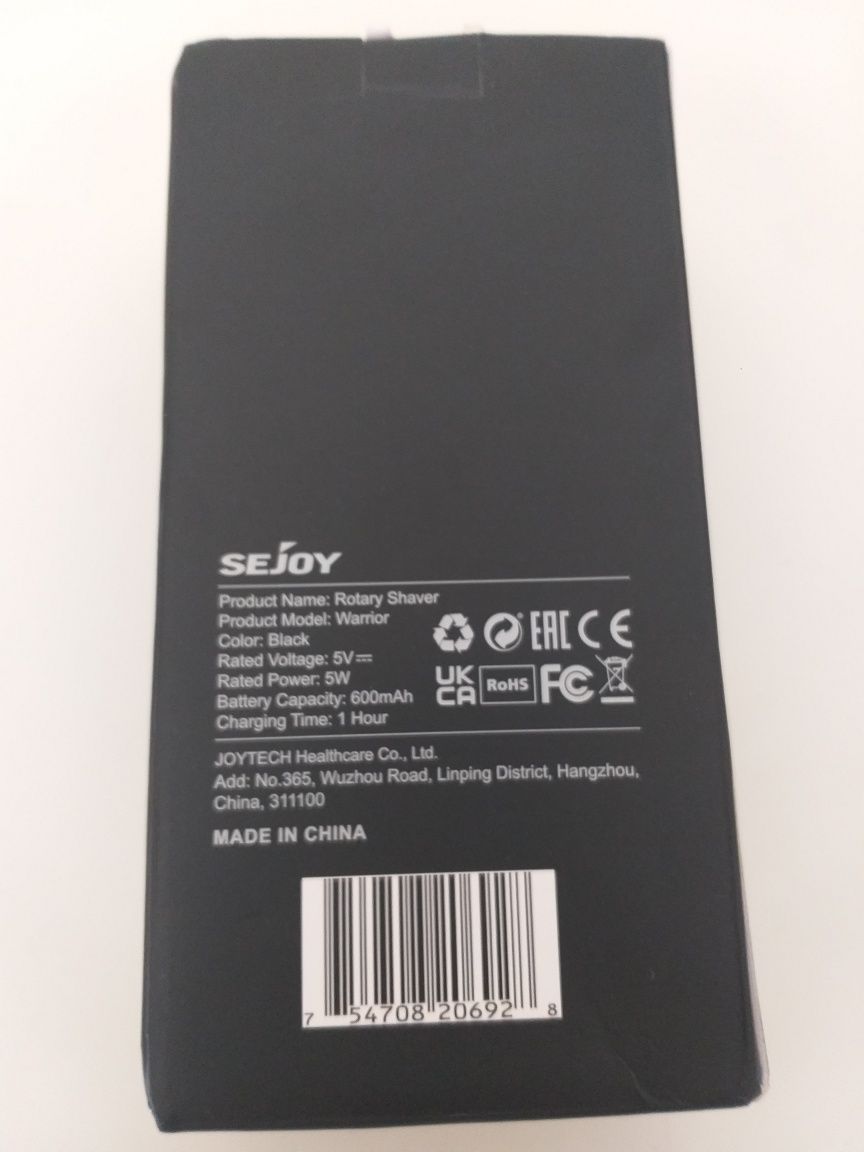 SEJOY
Product Name: Rotary Shaver
Product Model: Warrior
Color: Black
Rated Voltage: 5V⎓
Rated Power: 5W
Battery Capacity: 600mAh
Charging Time: 1 Hour
EAC CE
UK
CA RoHS FC
JOYTECH Healthcare Co., Ltd.
Add: No.365, Wuzhou Road, Linping District, Hangzhou,
China, 311100
MADE IN CHINA
7 54708 20692 8